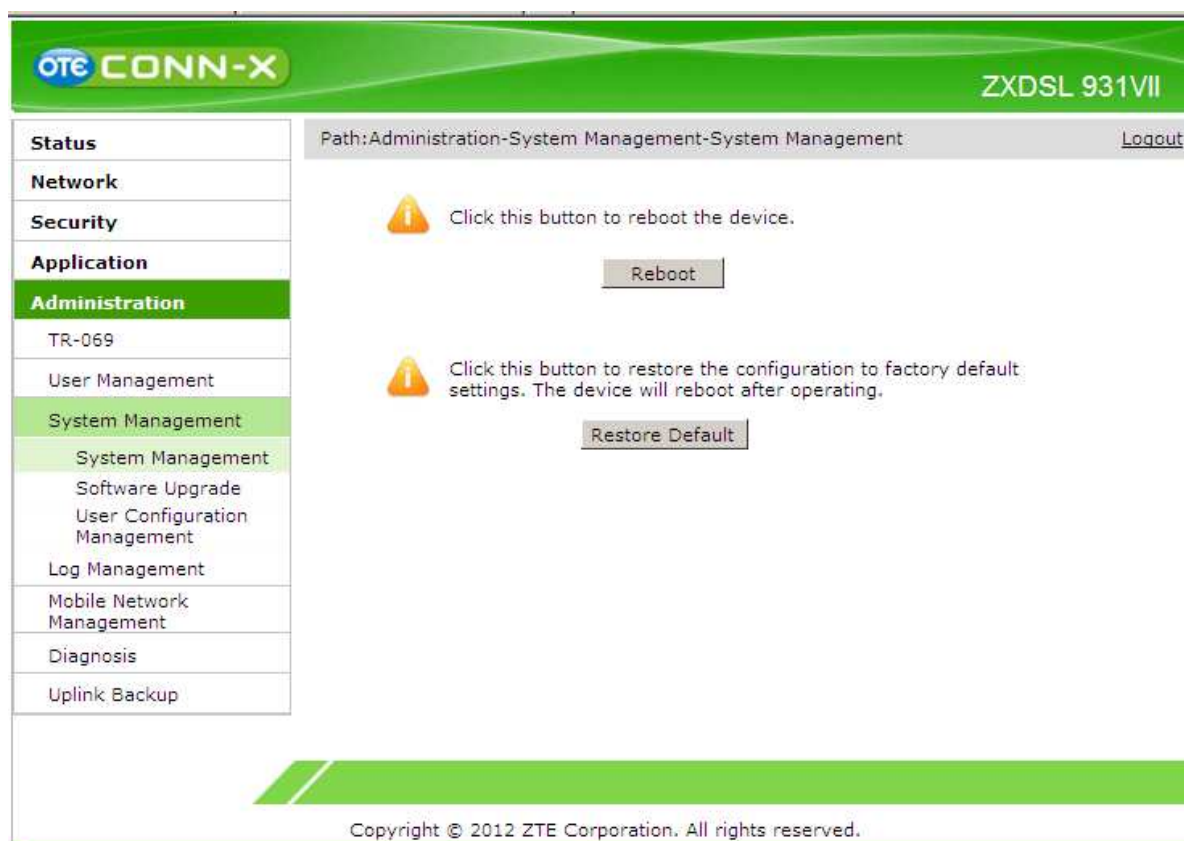 OTE CONN-X
ZXDSL 931VII
Path:Administration-System Management-System Management
Logout
Status
Network
Security
Application
Administration
TR-069
User Management
System Management
System Management
Software Upgrade
User Configuration
Management
Log Management
Mobile Network
Management
Diagnosis
Uplink Backup
Click this button to reboot the device.
Reboot
Click this button to restore the configuration to factory default
settings. The device will reboot after operating.
Restore Default
Copyright © 2012 ZTE Corporation. All rights reserved.